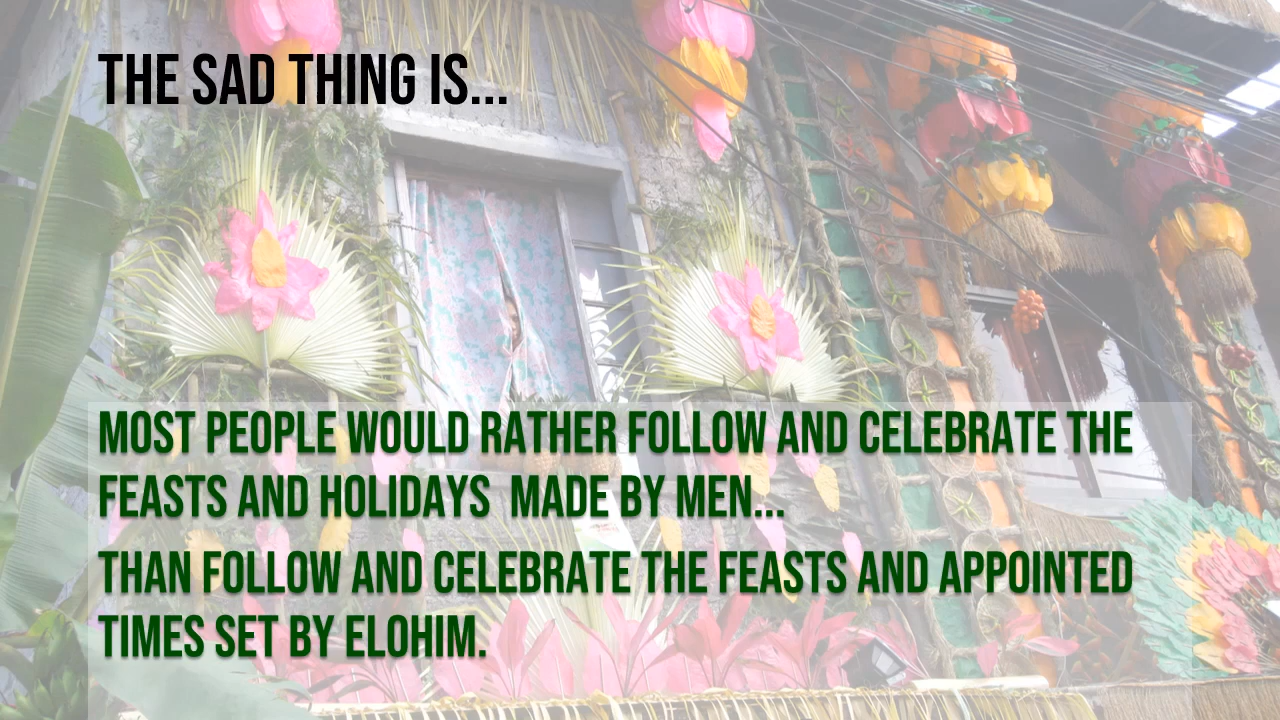 THE SAD THING IS...
MOST PEOPLE WOULD RATHER FOLLOW AND CELEBRATE THE
FEASTS AND HOLIDAYS  MADE BY MEN...
THAN FOLLOW AND CELEBRATE THE FEASTS AND APPOINTED
TIMES SET BY ELOHIM.